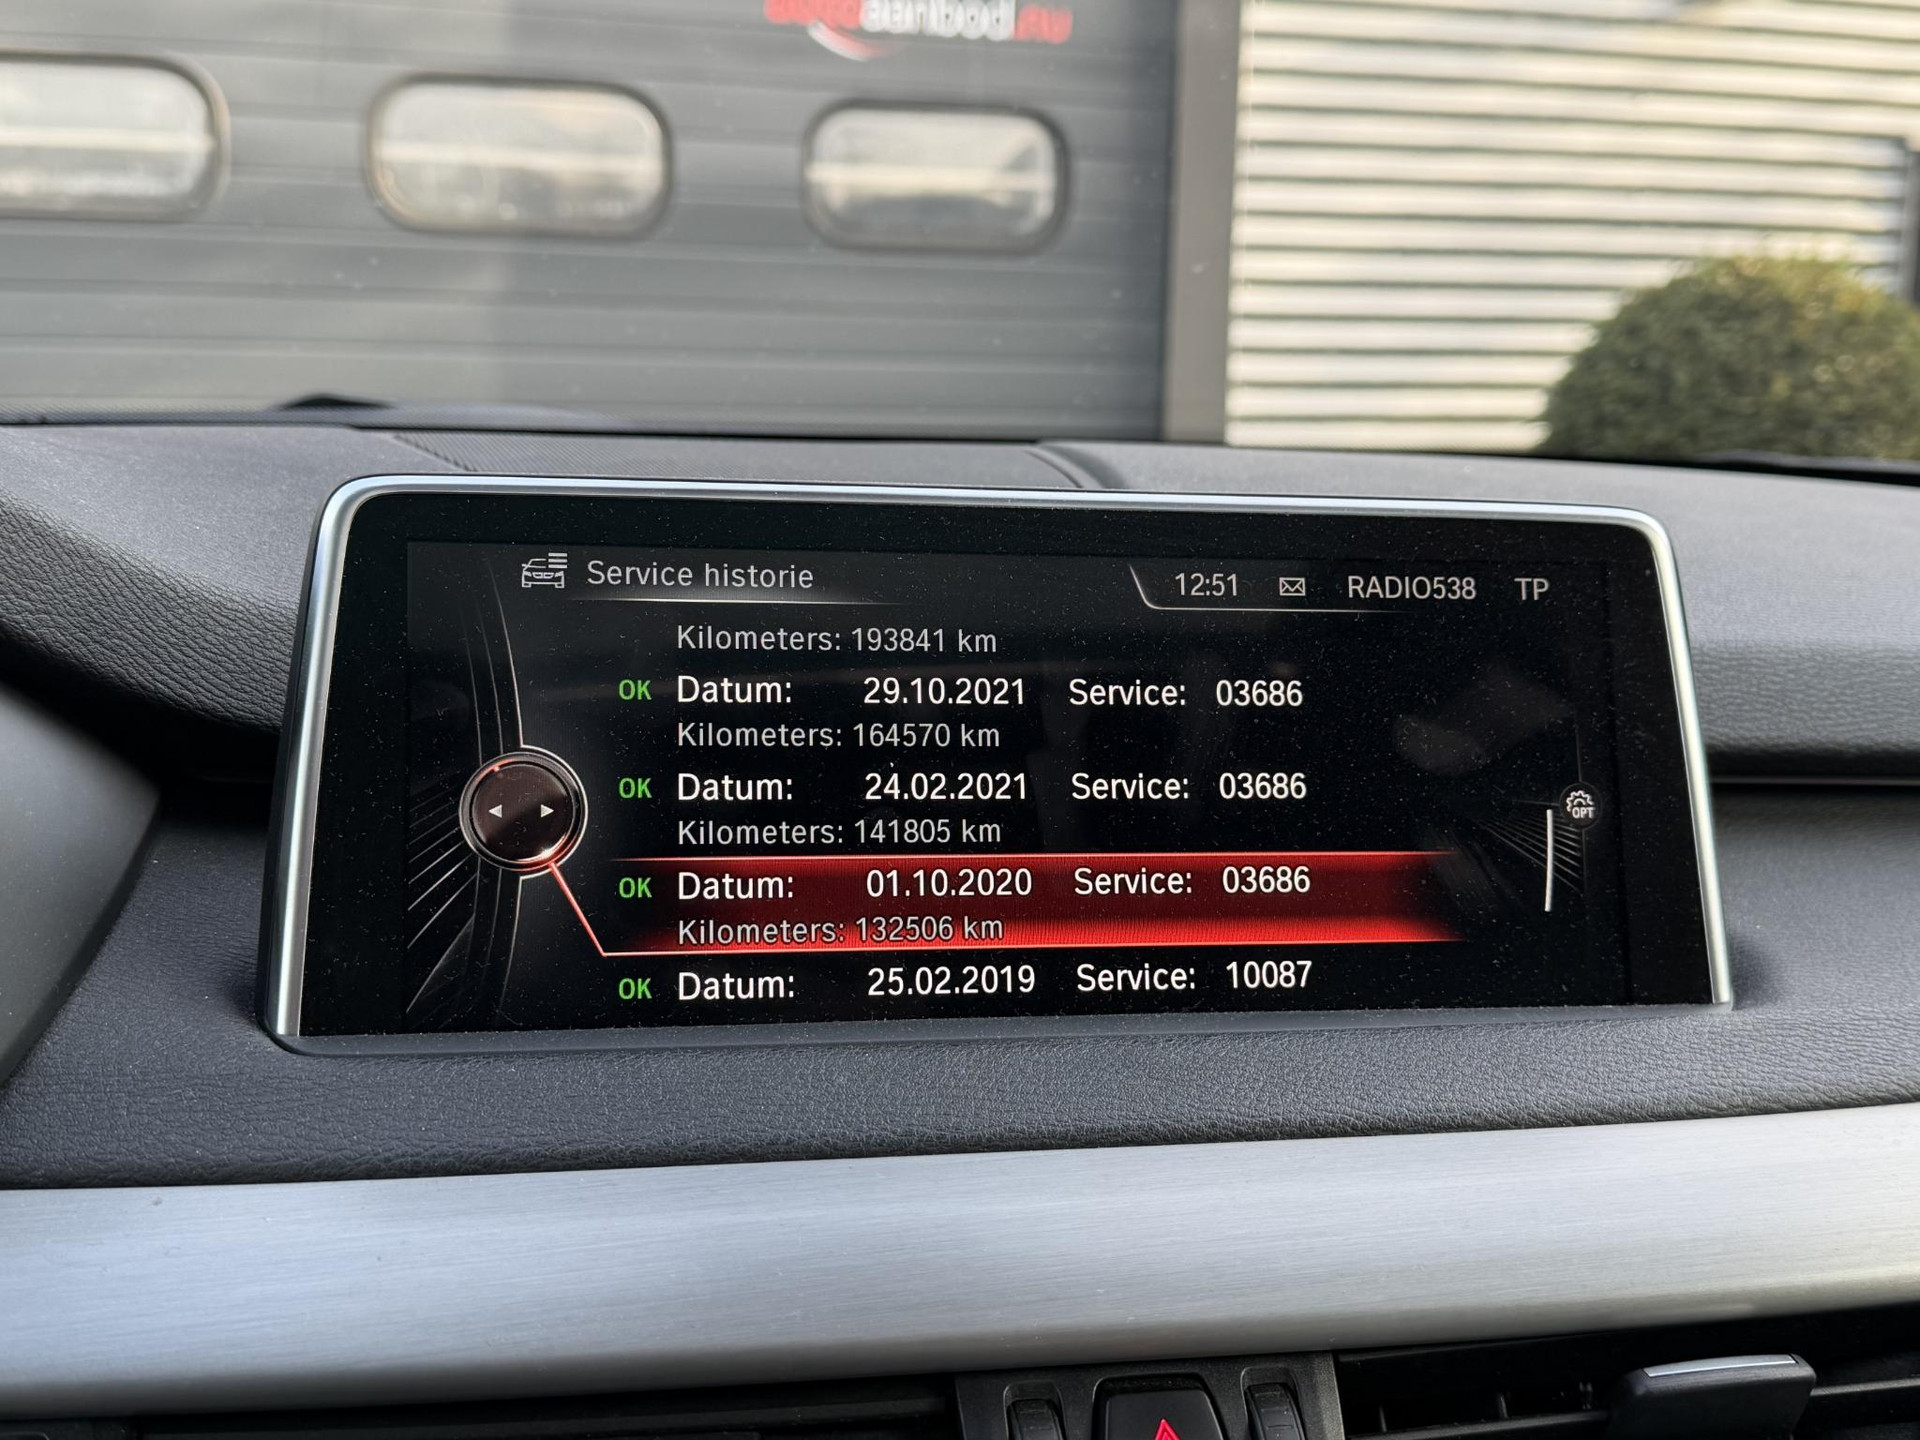 Service historie
12:51 RADIO538 TP
Kilometers: 193841 km
OK Datum: 29.10.2021 Service: 03686
Kilometers: 164570 km
OK Datum: 24.02.2021 Service: 03686
Kilometers: 141805 km
OK Datum: 01.10.2020 Service: 03686
Kilometers: 132506 km
OK Datum: 25.02.2019 Service: 10087
OPT